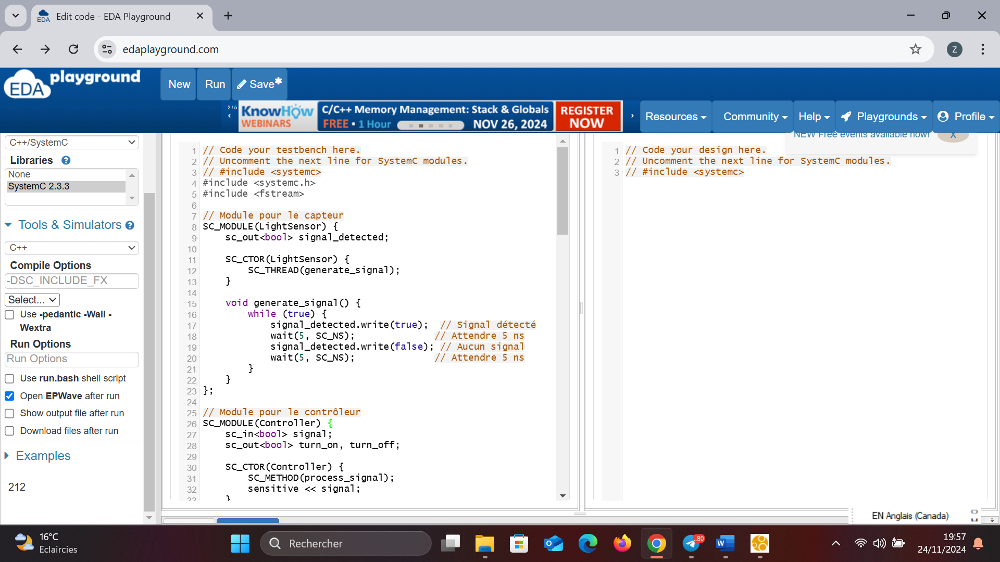 Edit code - EDA Playground
edaplayground.com
EDA playground
New
Run
Save*
2/5
KnowHow WEBINARS
C/C++ Memory Management: Stack & Globals
FREE ▪ 1 Hour
NOV 26, 2024
REGISTER NOW
Resources
Community
Help
Playgrounds
Profile
NEW Free events available now!
X
C++/SystemC
Libraries ?
None
SystemC 2.3.3
Tools & Simulators ?
C++
Compile Options
-DSC_INCLUDE_FX
Select...
Use -pedantic -Wall -
Wextra
Run Options
Run Options
Use run.bash shell script
Open EPWave after run
Show output file after run
Download files after run
Examples
212
1 // Code your testbench here.
2 // Uncomment the next line for SystemC modules.
3 // #include <systemc>
4 #include <systemc.h>
5 #include <fstream>
6
7 // Module pour le capteur
8 SC_MODULE(LightSensor) {
9 sc_out<bool> signal_detected;
10
11 SC_CTOR(LightSensor) {
12 SC_THREAD(generate_signal);
13 }
14
15 void generate_signal() {
16 while (true) {
17 signal_detected.write(true); // Signal détecté
18 wait(5, SC_NS); // Attendre 5 ns
19 signal_detected.write(false); // Aucun signal
20 wait(5, SC_NS); // Attendre 5 ns
21 }
22 }
23 };
24
25 // Module pour le contrôleur
26 SC_MODULE(Controller) {
27 sc_in<bool> signal;
28 sc_out<bool> turn_on, turn_off;
29
30 SC_CTOR(Controller) {
31 SC_METHOD(process_signal);
32 sensitive << signal;
33 }
1 // Code your design here.
2 // Uncomment the next line for SystemC modules.
3 // #include <systemc>
EN Anglais (Canada)
16°C
Eclaircies
Rechercher
80
19:57
24/11/2024
Z